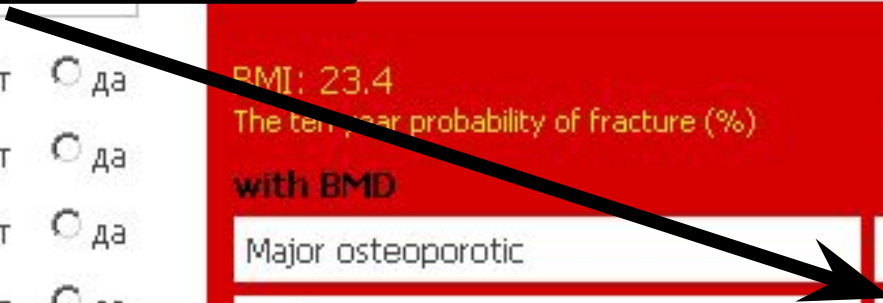 т да
BMI: 23.4
The ten year probability of fracture (%)
т да
with BMD
т да
Major osteoporotic